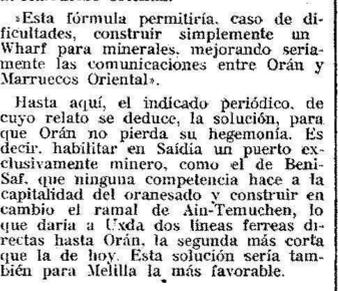 »Esta fórmula permitiría, caso de di-
ficultades, construir simplemente un
Wharf para minerales, mejorando seria-
mente las comunicaciones entre Orán y
Marruecos Oriental».
Hasta aquí, el indicado periódico, de
cuyo relato se deduce, la solución, para
que Orán no pierda su hegemonía. Es
decir, habilitar en Saídia un puerto ex-
clusivamente minero, como el de Beni-
Saf, que ninguna competencia hace a la
capitalidad del oranesado y construir en
cambio el ramal de Ain-Temuchen, lo
que daría a Uxda dos líneas ferreas di-
rectas hasta Orán, la segunda más corta
que la de hoy. Esta solución sería tam-
bién para Melilla la más favorable.